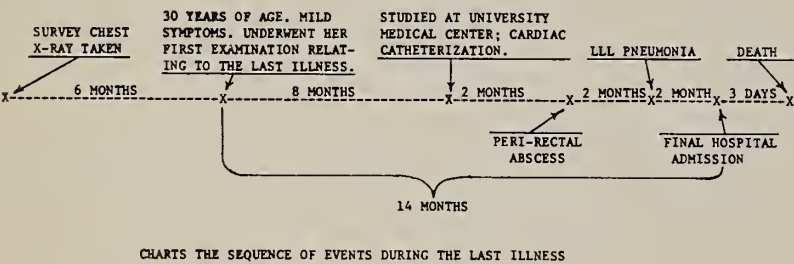 SURVEY CHEST
X-RAY TAKEN
30 YEARS OF AGE. MILD
SYMPTOMS. UNDERWENT HER
FIRST EXAMINATION RELAT-
ING TO THE LAST ILLNESS.
STUDIED AT UNIVERSITY
MEDICAL CENTER; CARDIAC
CATHETERIZATION.
LLL PNEUMONIA
DEATH
X 6 MONTHS X 8 MONTHS X 2 MONTHS X 2 MONTHS X 2 MONTH X 3 DAYS X
PERI-RECTAL
ABSCESS
FINAL HOSPITAL
ADMISSION
14 MONTHS
CHARTS THE SEQUENCE OF EVENTS DURING THE LAST ILLNESS